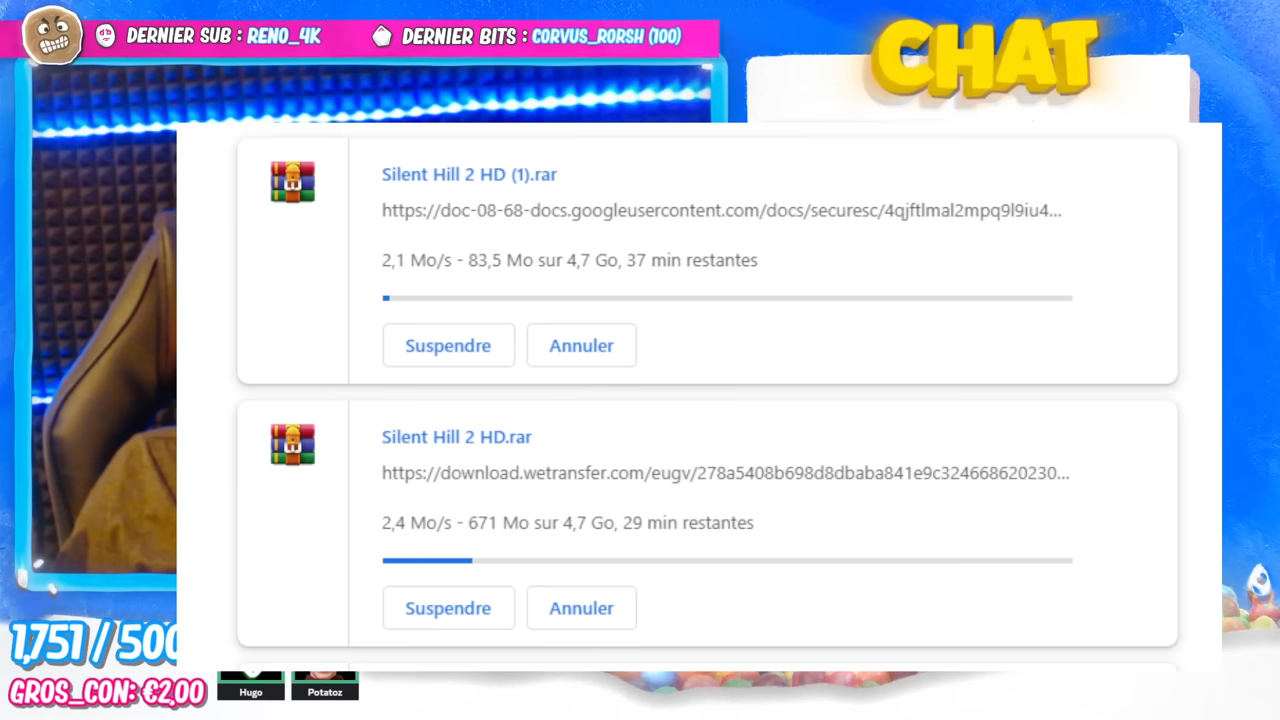 DERNIER SUB : RENO_4K
DERNIER BITS : CORVUS_RORSH (100)
CHAT
Silent Hill 2 HD (1).rar
https://doc-08-68-docs.googleusercontent.com/docs/securesc/4qjftlmal2mpq9l9iu4...
2,1 Mo/s - 83,5 Mo sur 4,7 Go, 37 min restantes
Suspendre
Annuler
Silent Hill 2 HD.rar
https://download.wetransfer.com/eugv/278a5408b698d8dbaba841e9c324668620230...
2,4 Mo/s - 671 Mo sur 4,7 Go, 29 min restantes
Suspendre
Annuler
1,751 / 500
GROS_CON: €2,00
Hugo
Potatoz